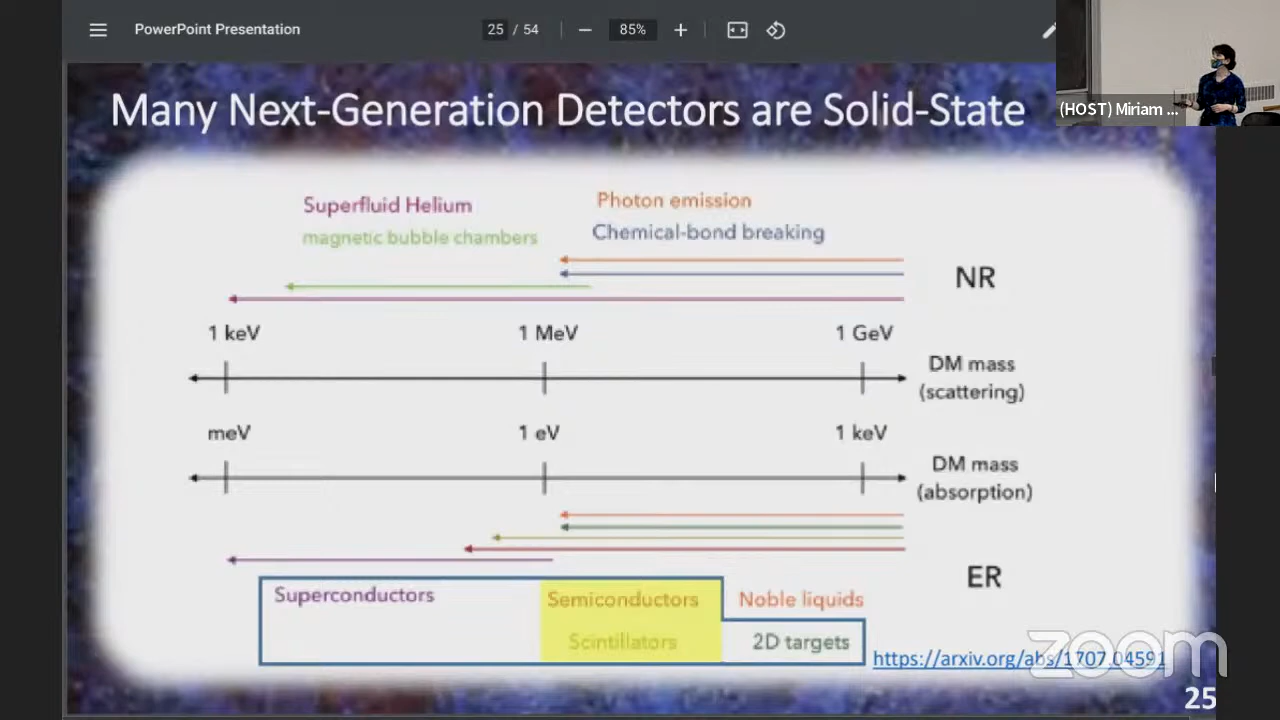 PowerPoint Presentation
25 / 54
85%
(HOST) Miriam ...
Many Next-Generation Detectors are Solid-State
Superfluid Helium
Photon emission
magnetic bubble chambers
Chemical-bond breaking
NR
1 keV
1 MeV
1 GeV
DM mass
(scattering)
meV
1 eV
1 keV
DM mass
(absorption)
ER
Superconductors
Semiconductors
Noble liquids
Scintillators
2D targets
https://arxiv.org/abs/1707.04591
zoom
25